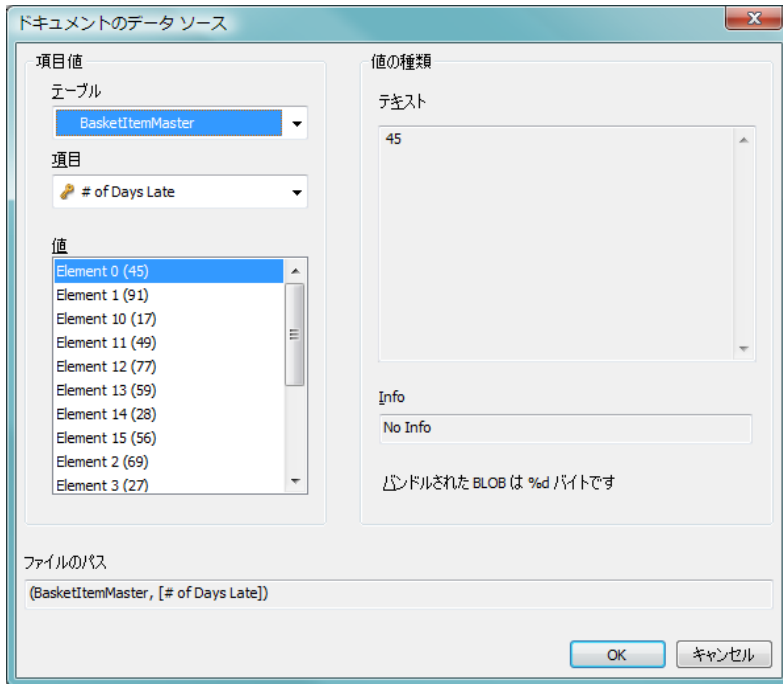 ドキュメントのデータ ソース
項目値
テーブル
BasketItemMaster
項目
# of Days Late
値
Element 0 (45)
Element 1 (91)
Element 10 (17)
Element 11 (49)
Element 12 (77)
Element 13 (59)
Element 14 (28)
Element 15 (56)
Element 2 (69)
Element 3 (27)
値の種類
テキスト
45
Info
No Info
バンドルされた BLOB は %d バイトです
ファイルのパス
(BasketItemMaster, [# of Days Late])
OK
キャンセル